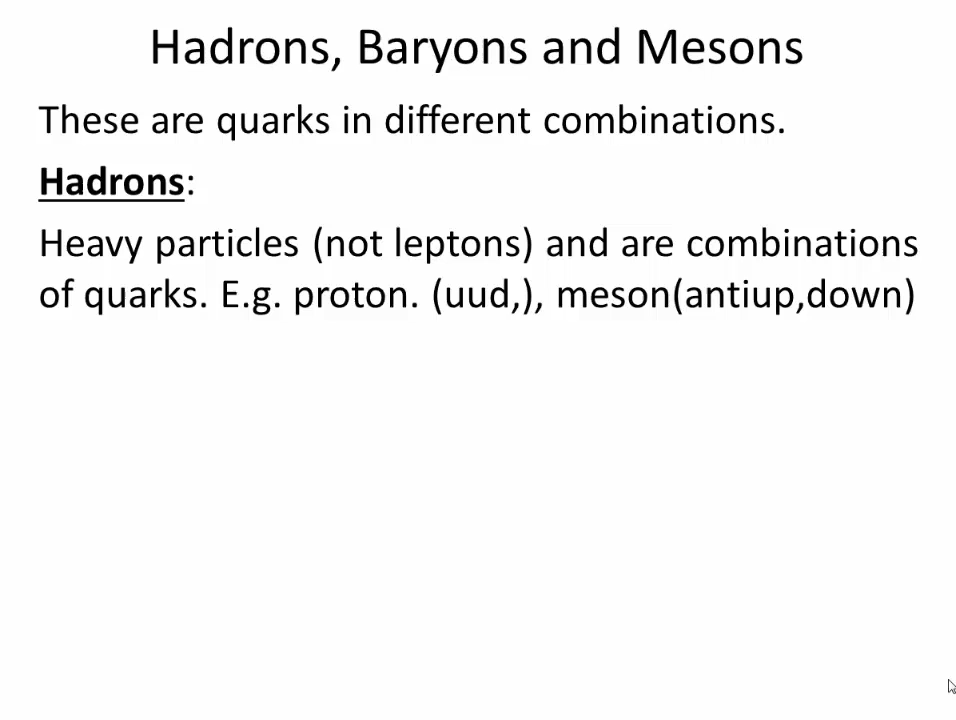 Hadrons, Baryons and Mesons
These are quarks in different combinations.
Hadrons:
Heavy particles (not leptons) and are combinations
of quarks. E.g. proton. (uud,), meson(antiup,down)